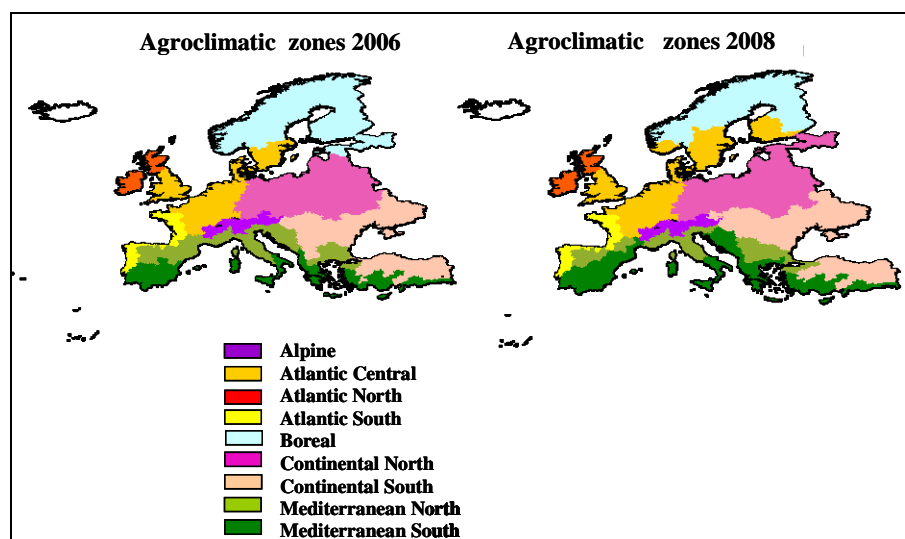 Agroclimatic zones 2006
Agroclimatic zones 2008
Alpine
Atlantic Central
Atlantic North
Atlantic South
Boreal
Continental North
Continental South
Mediterranean North
Mediterranean South